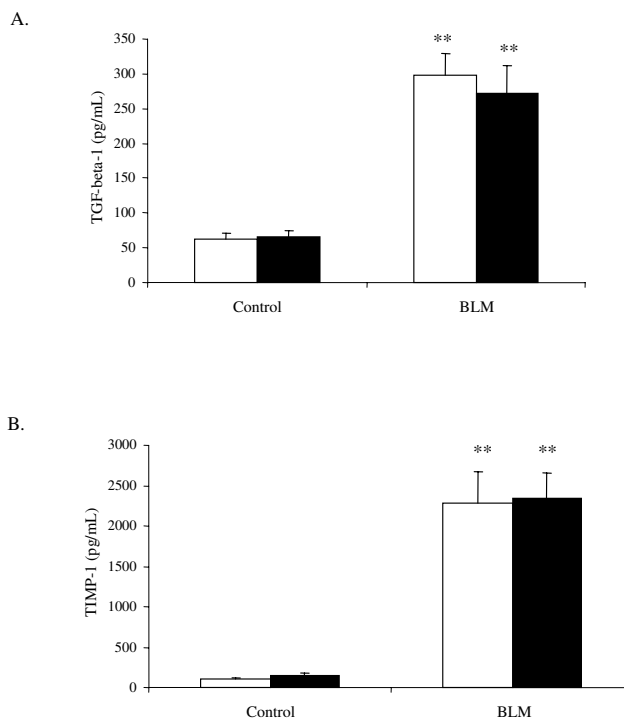 A.
350
300
250
200
150
100
50
0
TGF-beta-1 (pg/mL)
** **
Control BLM
B.
3000
2500
2000
1500
1000
500
0
TIMP-1 (pg/mL)
** **
Control BLM